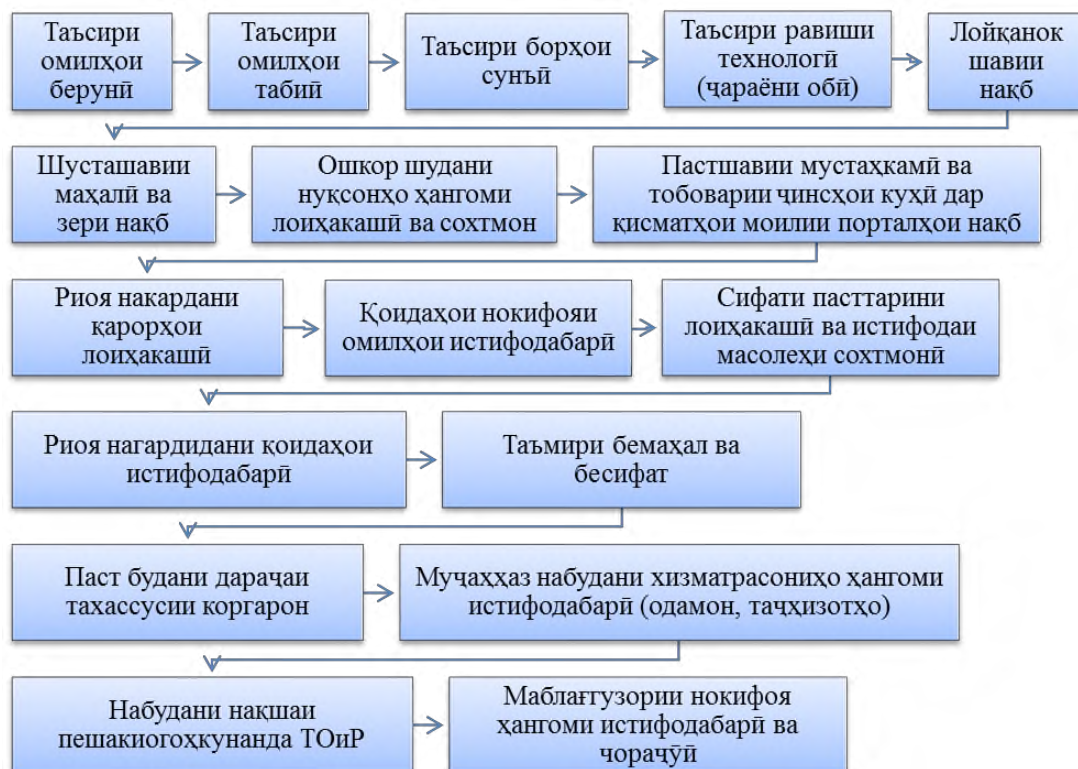 Таъсири
омилҳои
берунӣ
Таъсири
омилҳои
табиӣ
Таъсири борҳои
сунъӣ
Таъсири равиши
технологӣ
(ҷараёни обӣ)
Лойқанок
шавии
нақб
Шусташавии
маҳалӣ ва
зери нақб
Ошкор шудани
нуқсонҳо ҳангоми
лоиҳакашӣ ва сохтмон
Пастшавии мустаҳкамӣ ва
тобоварии ҷинсҳои куҳӣ дар
қисматҳои моилии порталҳои нақб
Риоя накардани
қарорҳои
лоиҳакашӣ
Қоидаҳои нокифояи
омилҳои истифодабарӣ
Сифати пасттарини
лоиҳакашӣ ва истифодаи
масолеҳи сохтмонӣ
Риоя нагардидани қоидаҳои
истифодабарӣ
Таъмири бемаҳал ва
бесифат
Паст будани дараҷаи
тахассусии коргарон
Муҷаҳҳаз набудани хизматрасониҳо ҳангоми
истифодабарӣ (одамон, таҷҳизотҳо)
Набудани нақшаи
пешакиогоҳкунанда ТОиР
Маблағгузории нокифоя
ҳангоми истифодабарӣ ва
чораҷӯӣ